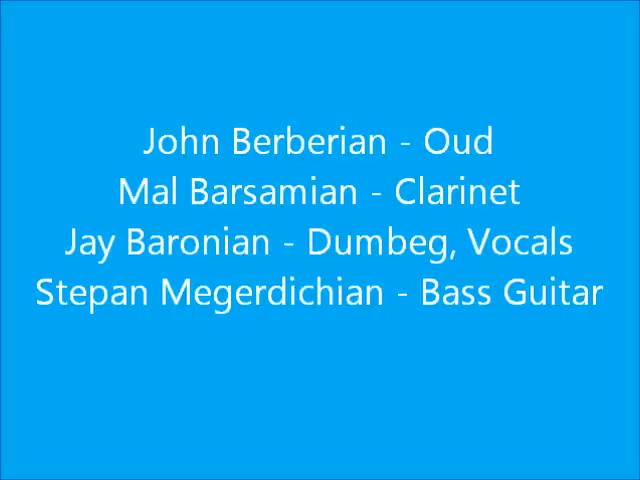 John Berberian - Oud
Mal Barsamian - Clarinet
Jay Baronian - Dumbeg, Vocals
Stepan Megerdichian - Bass Guitar